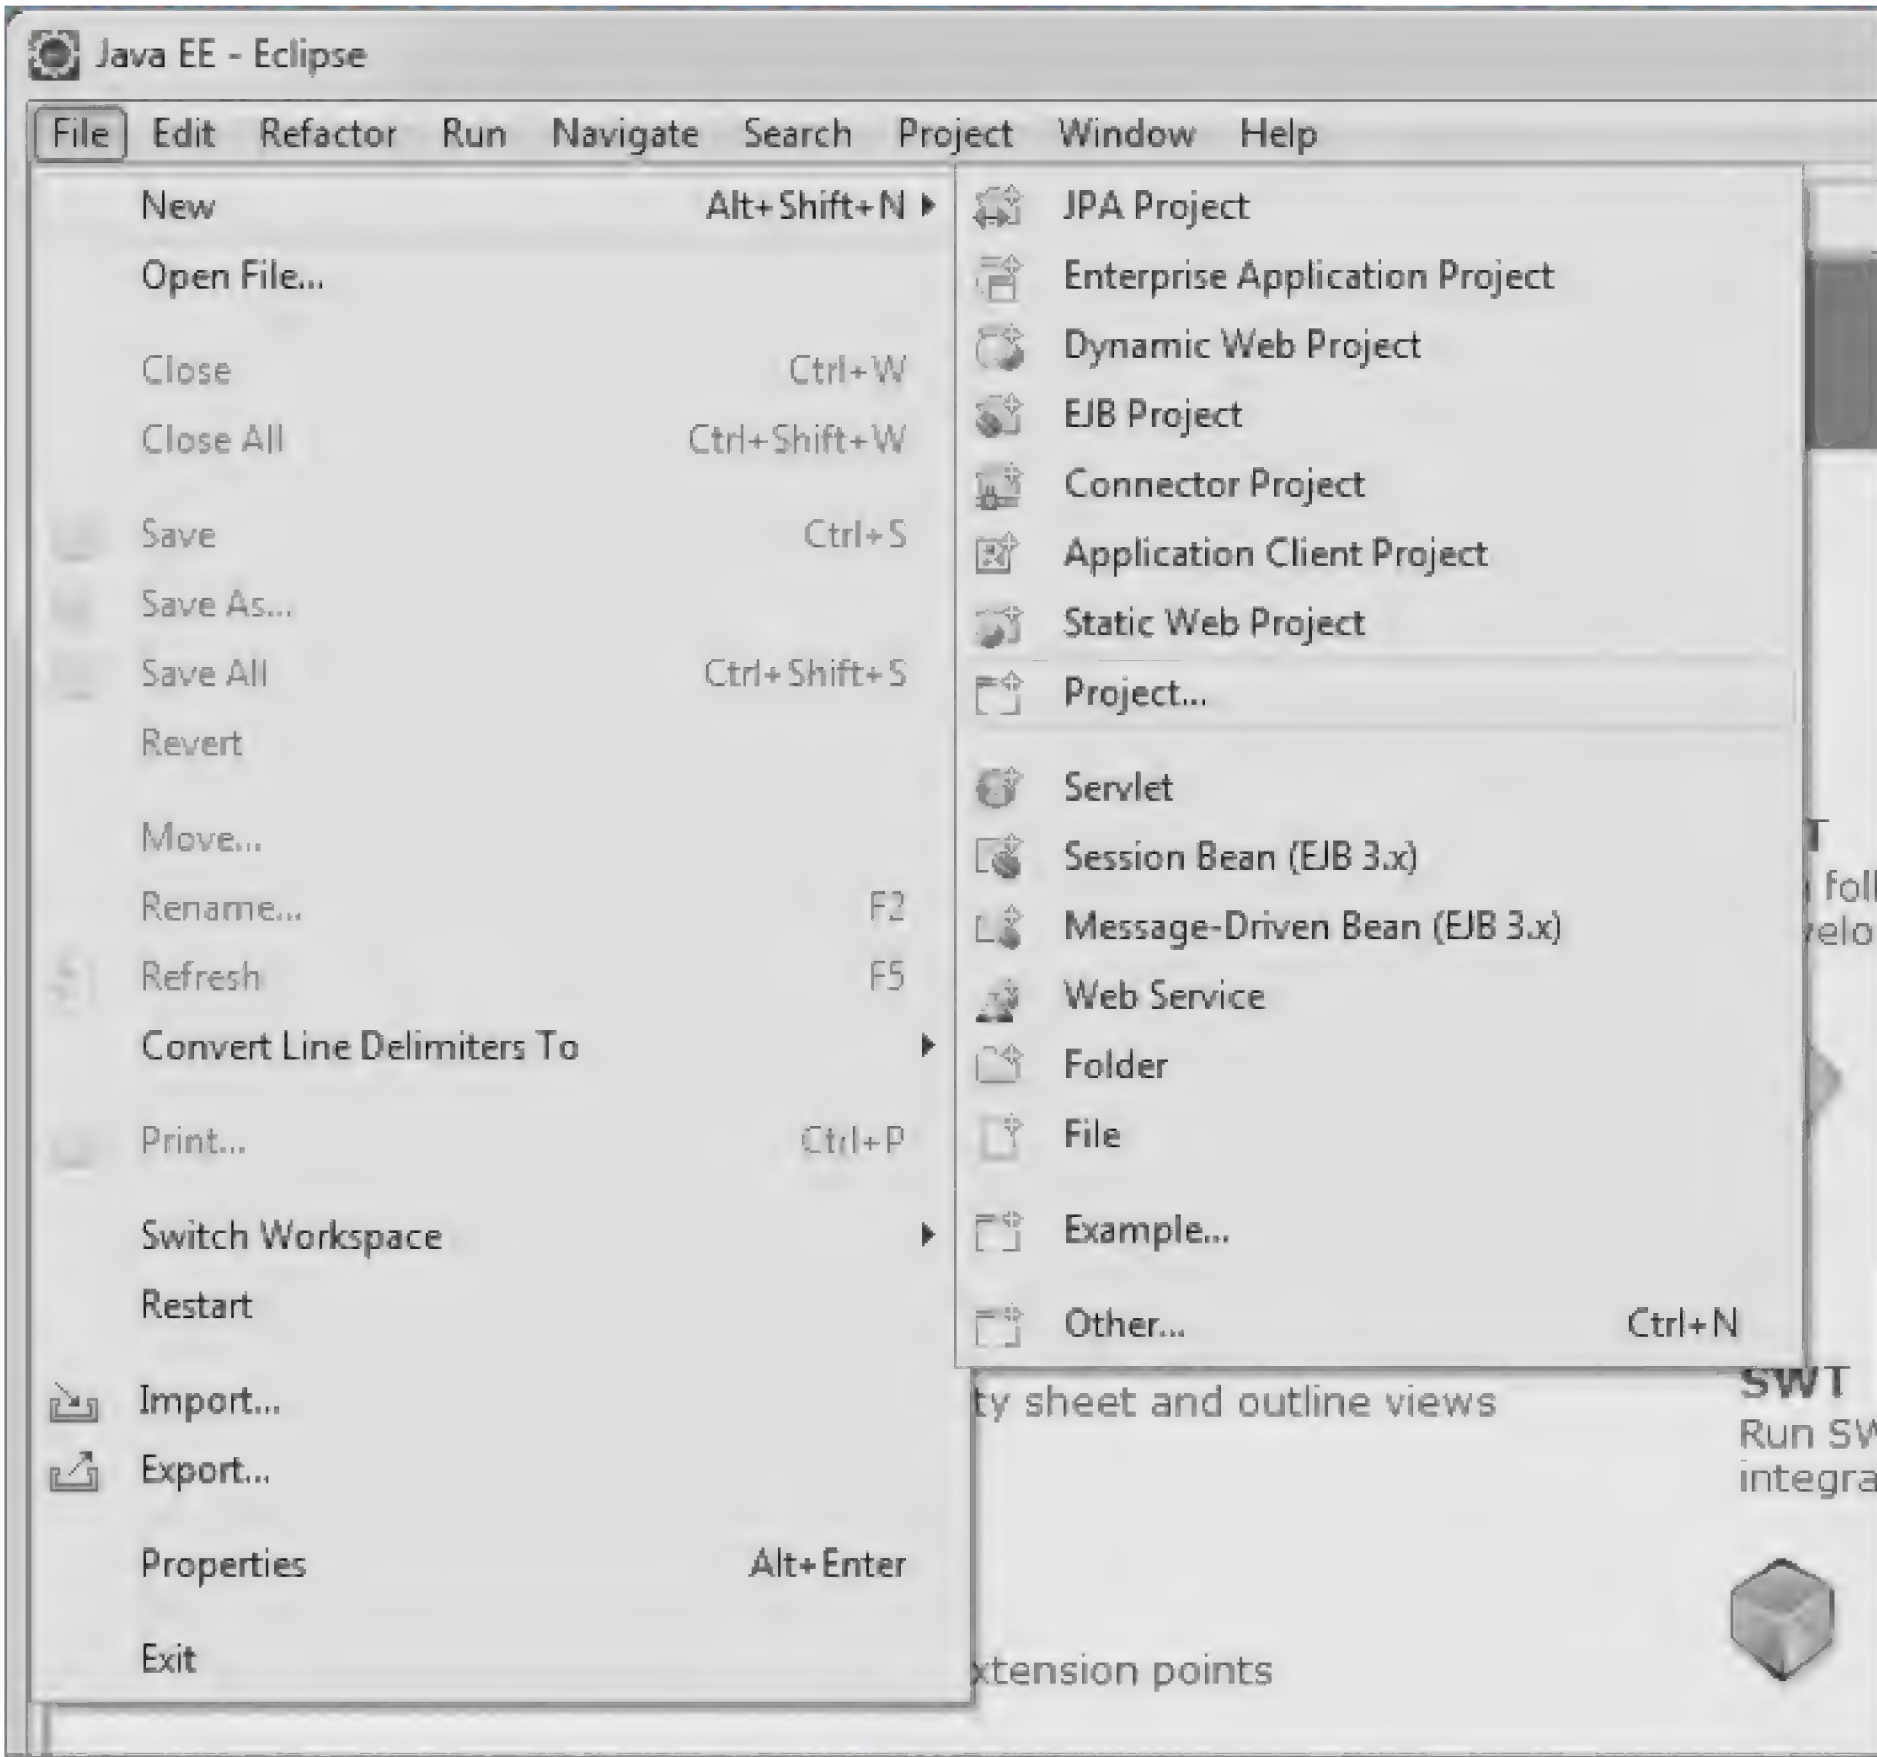 Java EE - Eclipse
File Edit Refactor Run Navigate Search Project Window Help
New Alt+Shift+N
Open File...
Close Ctrl+W
Close All Ctrl+Shift+W
Save Ctrl+S
Save As...
Save All Ctrl+Shift+S
Revert
Move...
Rename... F2
Refresh F5
Convert Line Delimiters To
Print... Ctrl+P
Switch Workspace
Restart
Import...
Export...
Properties Alt+Enter
Exit
JPA Project
Enterprise Application Project
Dynamic Web Project
EJB Project
Connector Project
Application Client Project
Static Web Project
Project...
Servlet
Session Bean (EJB 3.x)
Message-Driven Bean (EJB 3.x)
Web Service
Folder
File
Example...
Other... Ctrl+N
T
foll
velo
ty sheet and outline views
SWT
Run SW
integra
xtension points